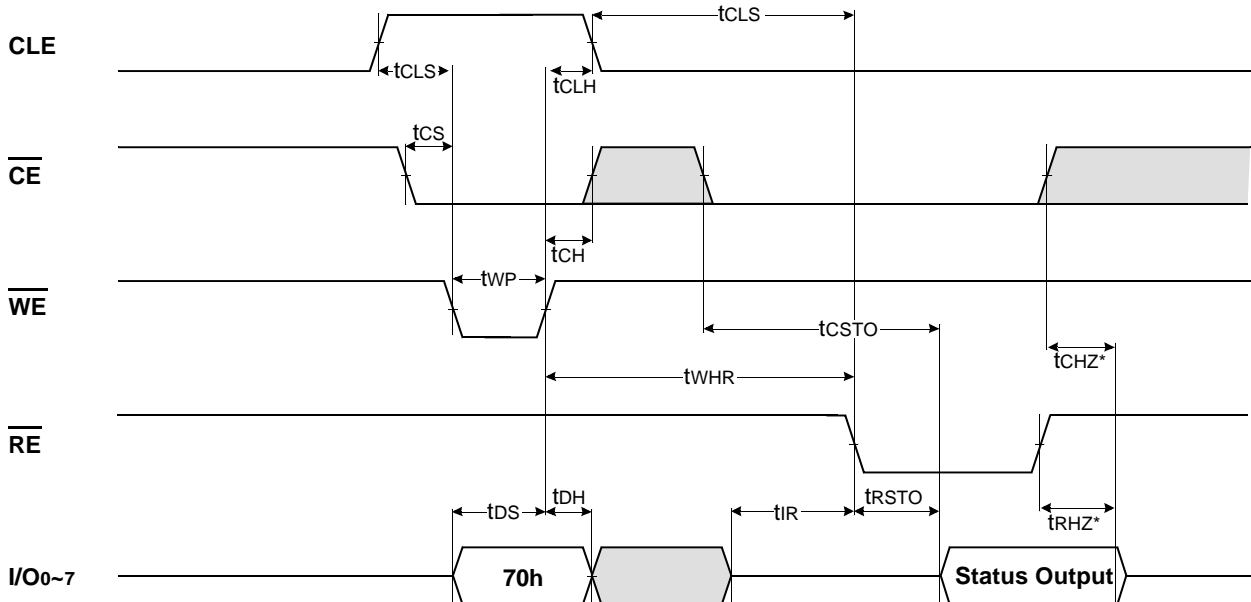 tCLS
CLE
tCLS
tCLH
tCS
CE
tCH
tWP
WE
tCSTO
tCHZ*
tWHR
RE
tDH
tRSTO
tDS
tIR
tRHZ*
I/O0~7
70h
Status Output